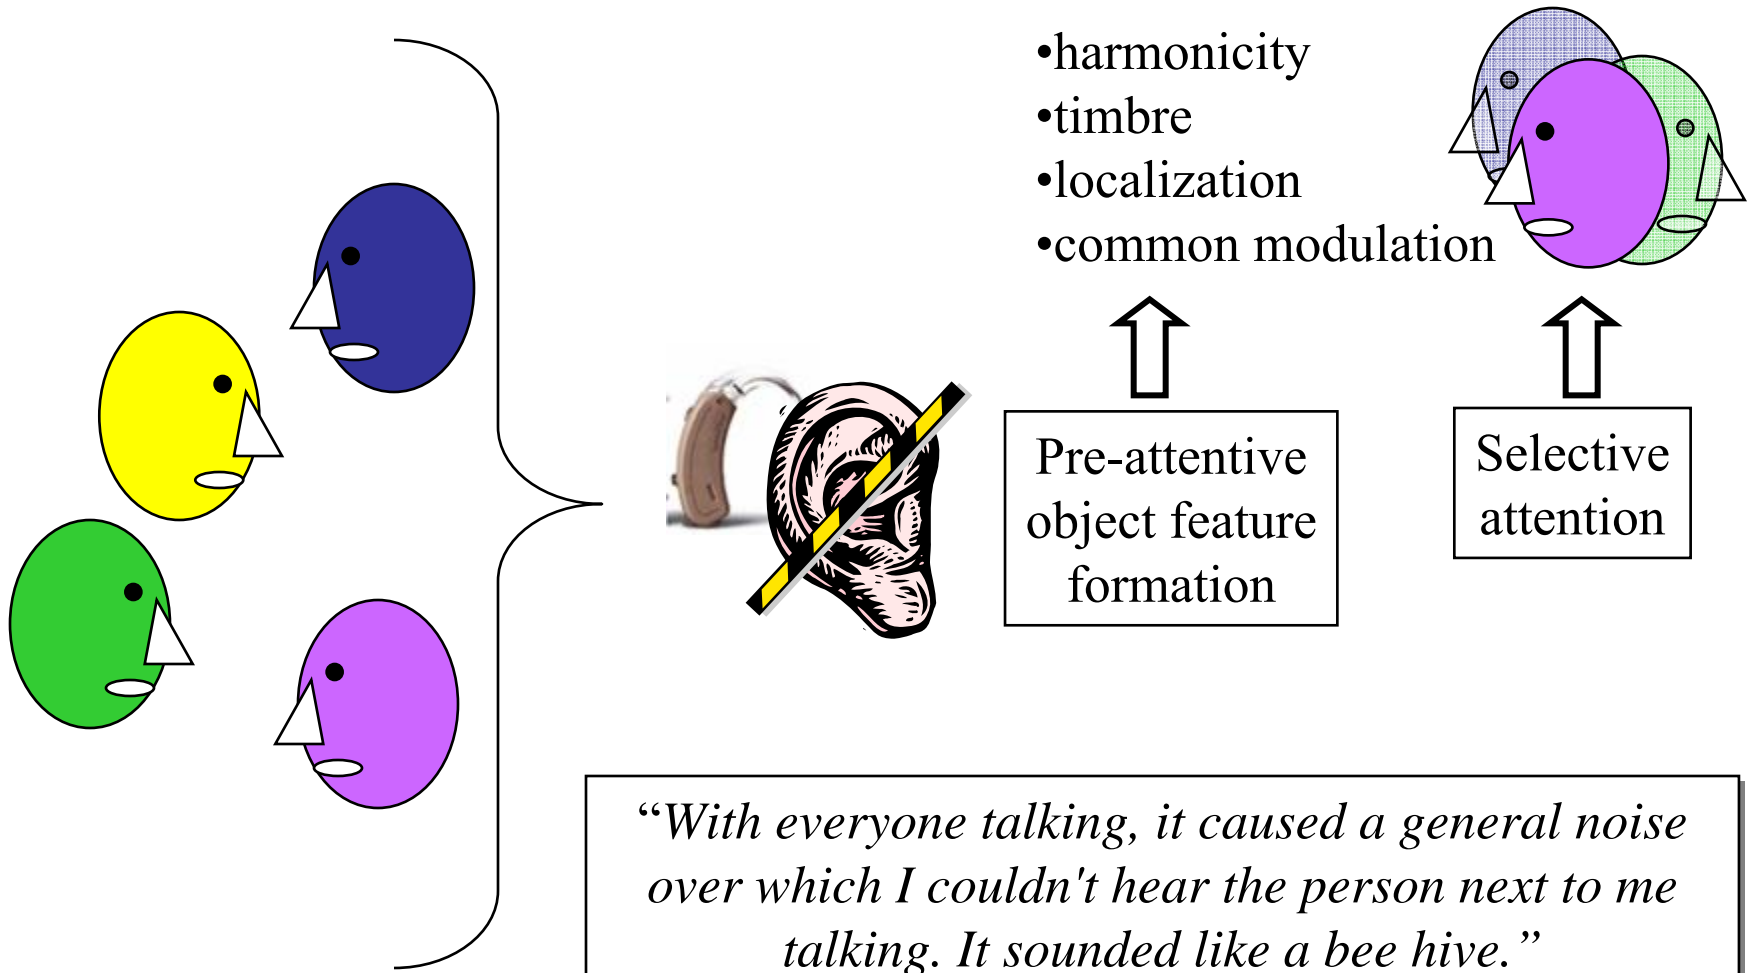 •harmonicity
•timbre
•localization
•common modulation
Pre-attentive
object feature
formation
Selective
attention
“With everyone talking, it caused a general noise
over which I couldn't hear the person next to me
talking. It sounded like a bee hive.”